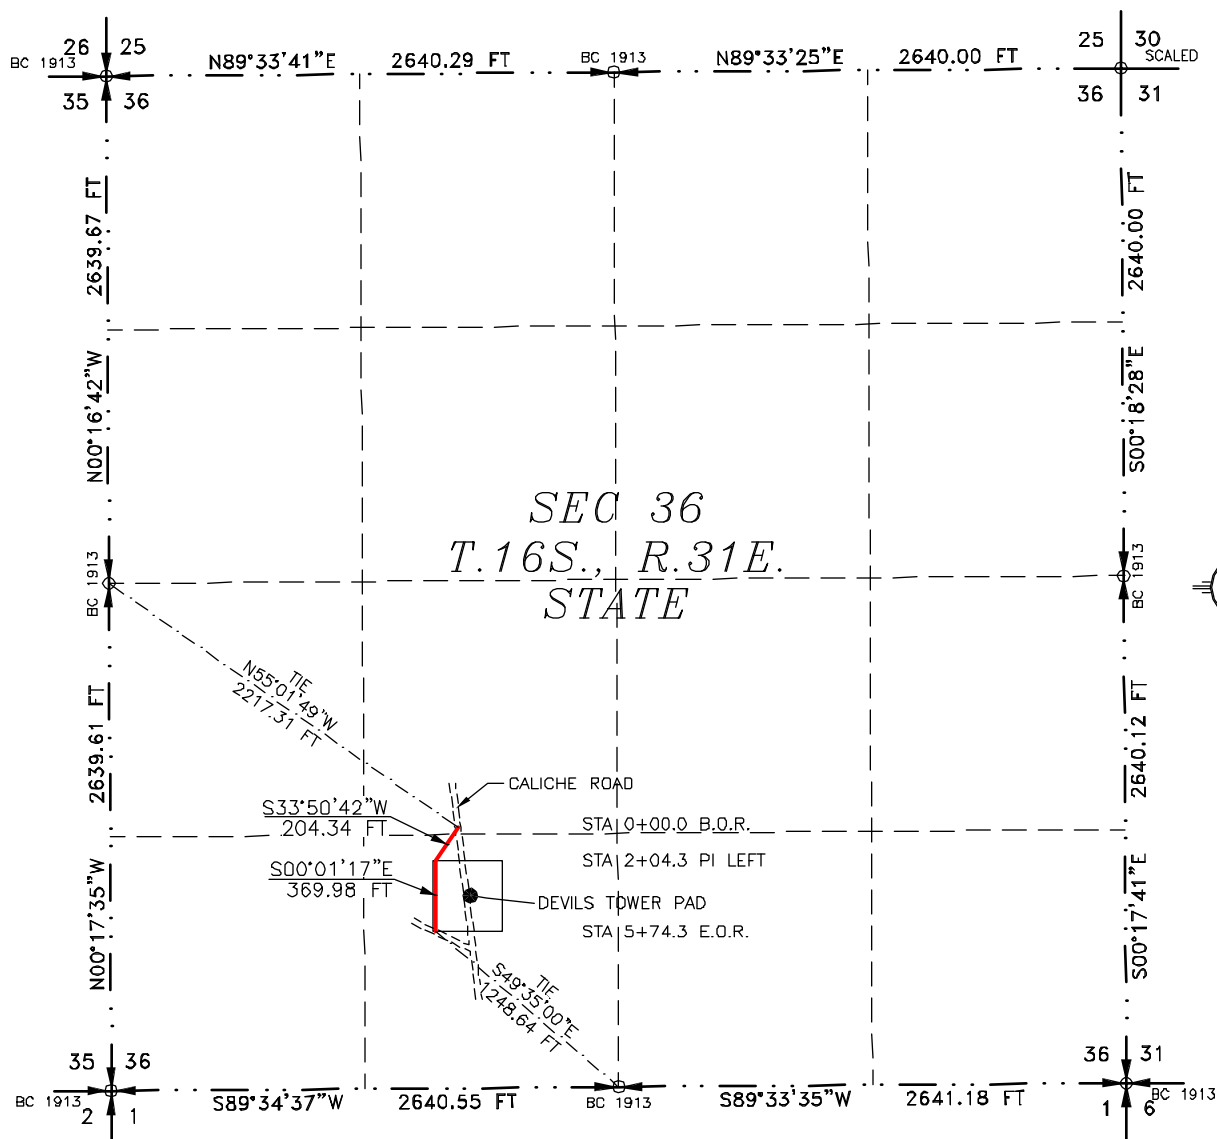 26 25
BC 1913
35 36
N89°33'41"E 2640.29 FT
BC 1913
N89°33'25"E 2640.00 FT
25 30
SCALED
36 31
2639.67 FT
N00°16'42"W
2640.00 FT
S00°18'28"E
SEC 36
T.16S., R.31E.
STATE
BC 1913
BC 1913
TIE
N55°01'49"W
2217.31 FT
2639.61 FT
N00°17'35"W
2640.12 FT
S00°17'41"E
CALICHE ROAD
S33°50'42"W
204.34 FT
STA 0+00.0 B.O.R.
STA 2+04.3 PI LEFT
S00°01'17"E
369.98 FT
DEVILS TOWER PAD
STA 5+74.3 E.O.R.
TIE
S49°35'00"E
1248.64 FT
35 36
BC 1913
2 1
S89°34'37"W 2640.55 FT
BC 1913
S89°33'35"W 2641.18 FT
36 31
BC 1913
1 6